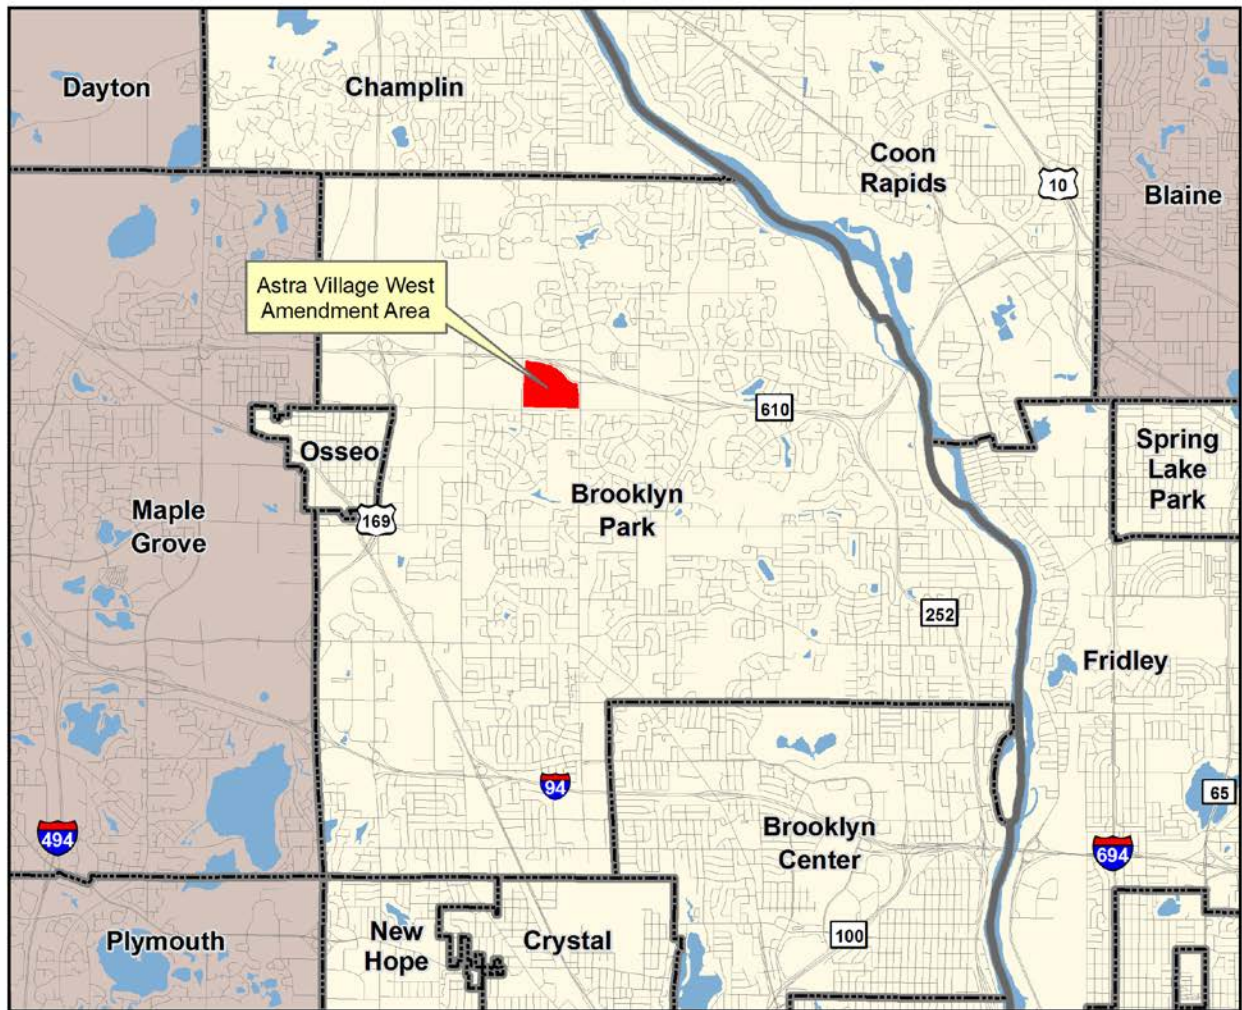 Dayton
Champlin
Coon
Rapids
10
Blaine
Astra Village West
Amendment Area
610
Osseo
Spring
Lake
Park
Maple
Grove
169
Brooklyn
Park
252
Fridley
94
65
494
Brooklyn
Center
694
Plymouth
New
Hope
Crystal
100